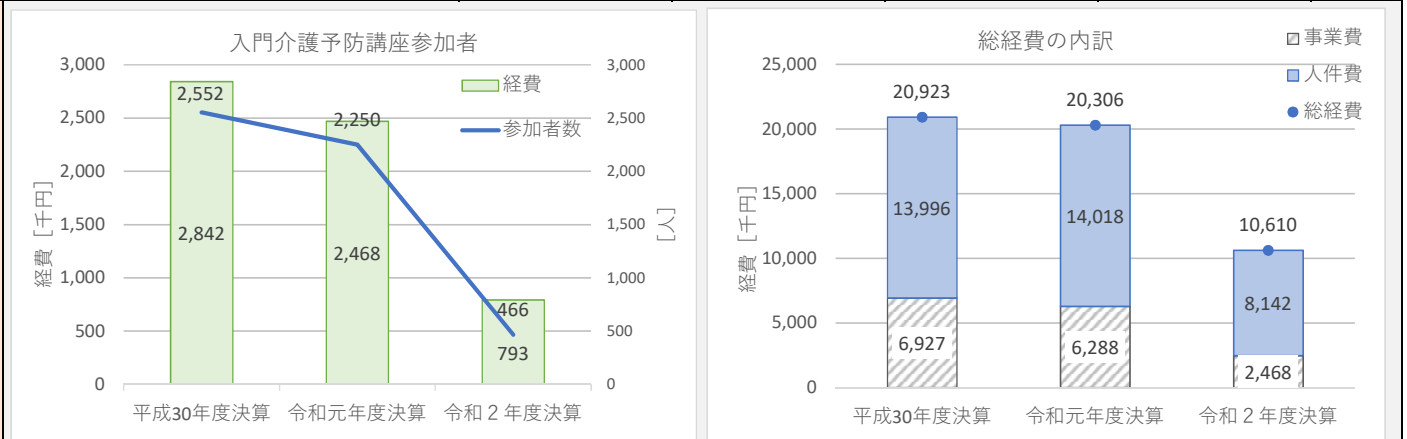 入門介護予防講座参加者
経費
参加者数
3,000
2,500
2,000
1,500
1,000
500
0
経費［千円］
3,000
2,500
2,000
1,500
1,000
500
0
［人］
2,552
2,250
466
2,842
2,468
793
平成30年度決算 令和元年度決算 令和２年度決算
総経費の内訳
事業費
人件費
総経費
25,000
20,000
15,000
10,000
5,000
0
経費［千円］
20,923
20,306
10,610
13,996
14,018
8,142
6,927
6,288
2,468
平成30年度決算 令和元年度決算 令和２年度決算